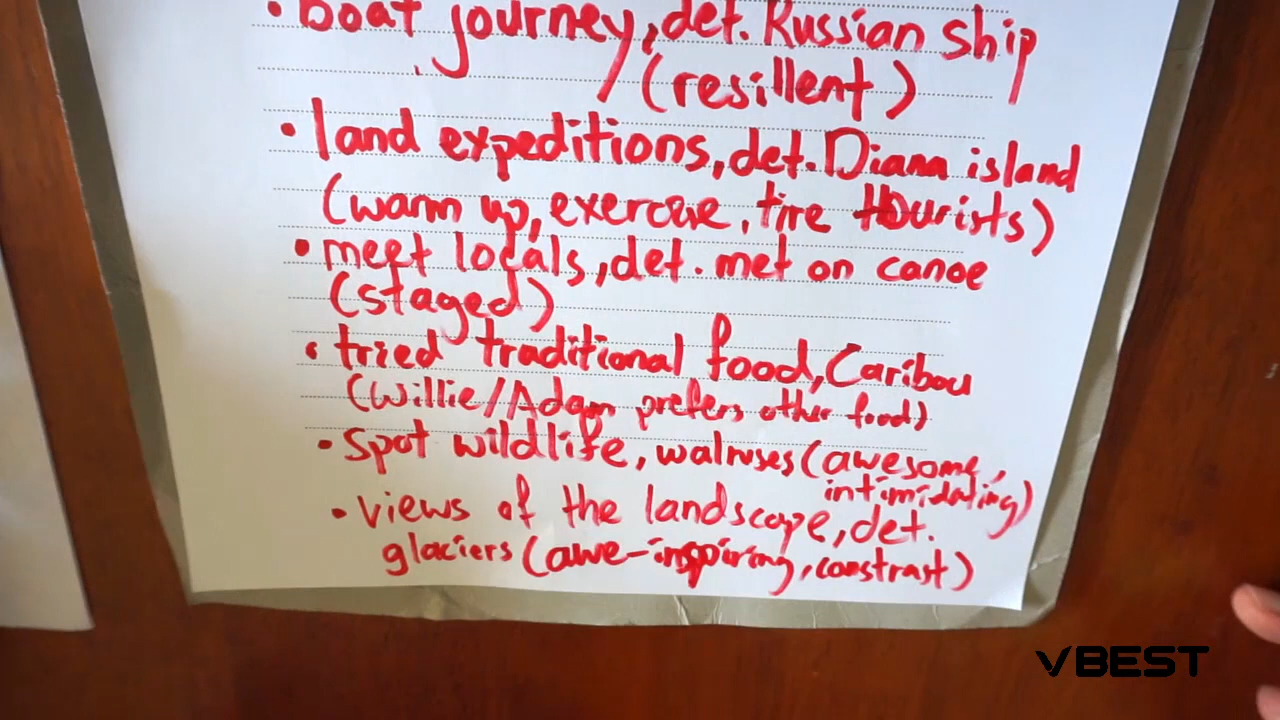 • boat journey, det. Russian ship
(resillent)
• land expeditions, det. Diana island
(warm up, exercise, tire tourists)
• meet locals, det. met on canoe
(staged)
• tried traditional food, Caribou
(Willie/Adam prefers other food)
• spot wildlife, walruses (awesome,
intimidating)
• views of the landscape, det.
glaciers (awe-inspiring, constrast)
VBEST